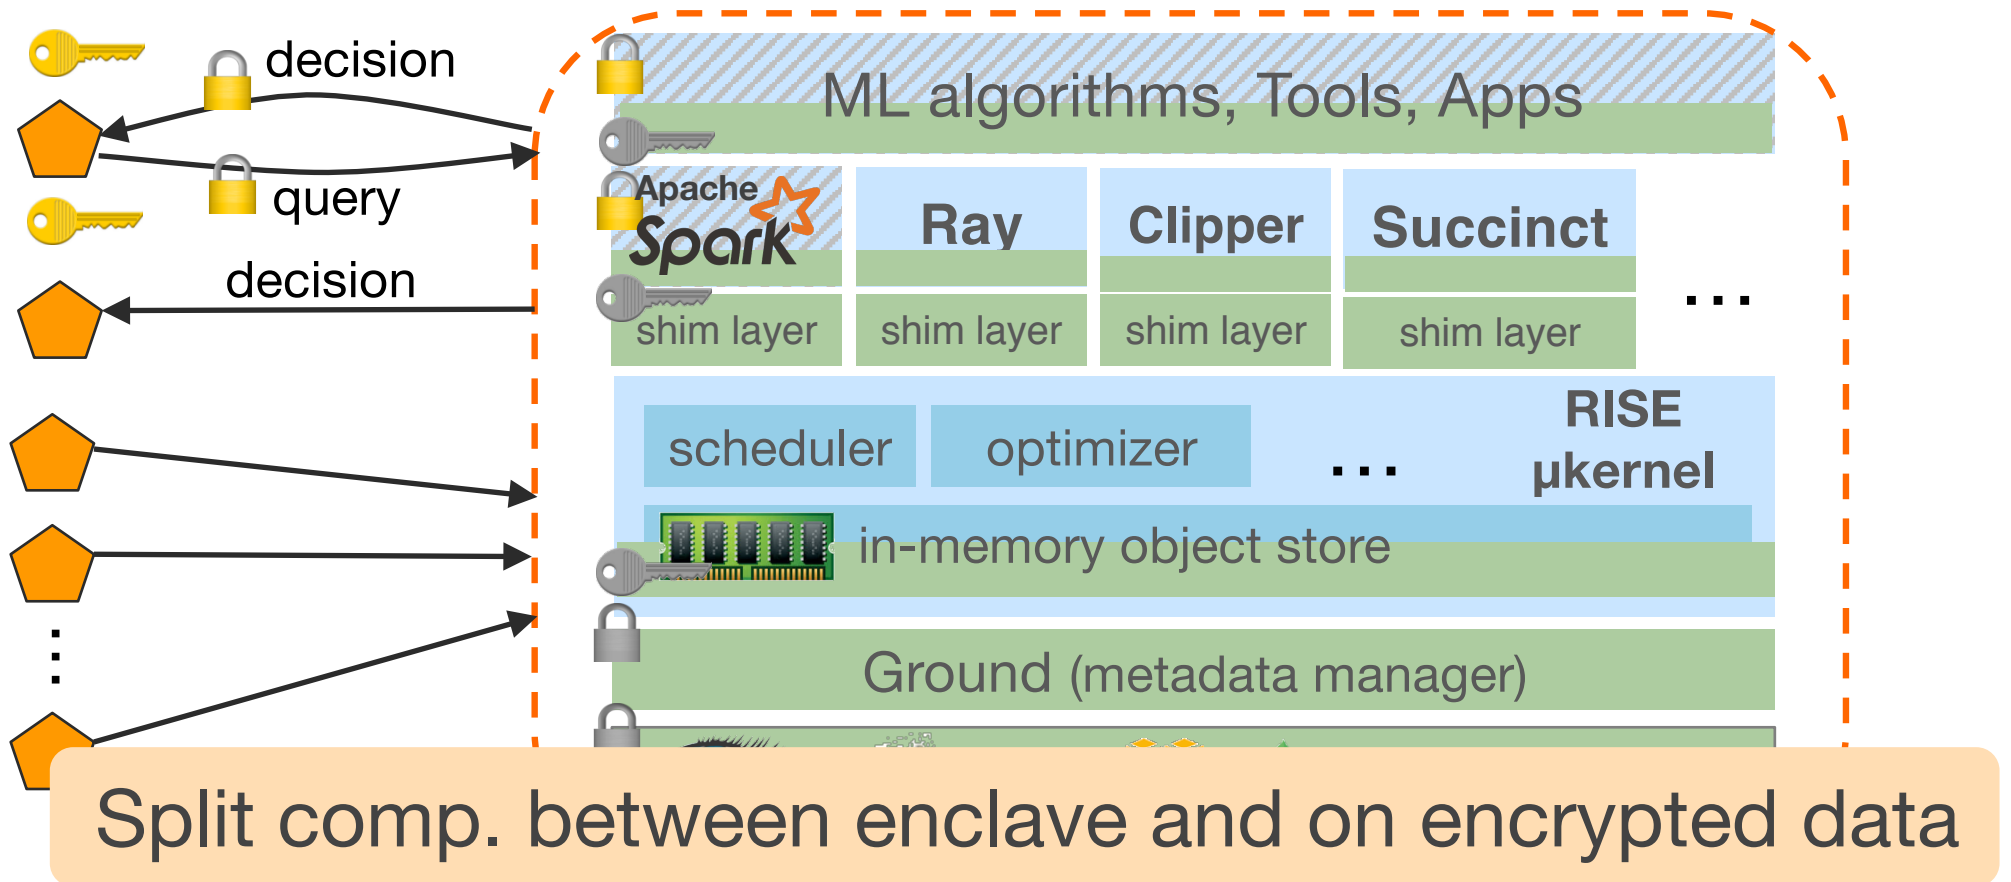 decision
query
decision
ML algorithms, Tools, Apps
Apache
Spark
Ray
Clipper
Succinct
...
shim layer
shim layer
shim layer
shim layer
RISE
µkernel
scheduler
optimizer
...
in-memory object store
Ground (metadata manager)
Split comp. between enclave and on encrypted data